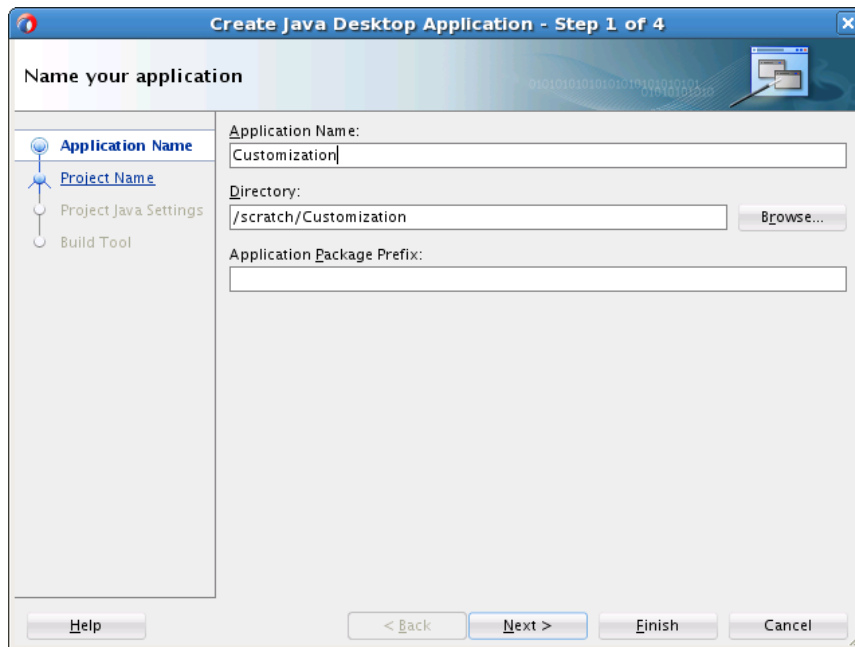 Create Java Desktop Application - Step 1 of 4
Name your application
Application Name
Project Name
Project Java Settings
Build Tool
Application Name:
Customization
Directory:
/scratch/Customization
Browse...
Application Package Prefix:
Help
< Back
Next >
Finish
Cancel